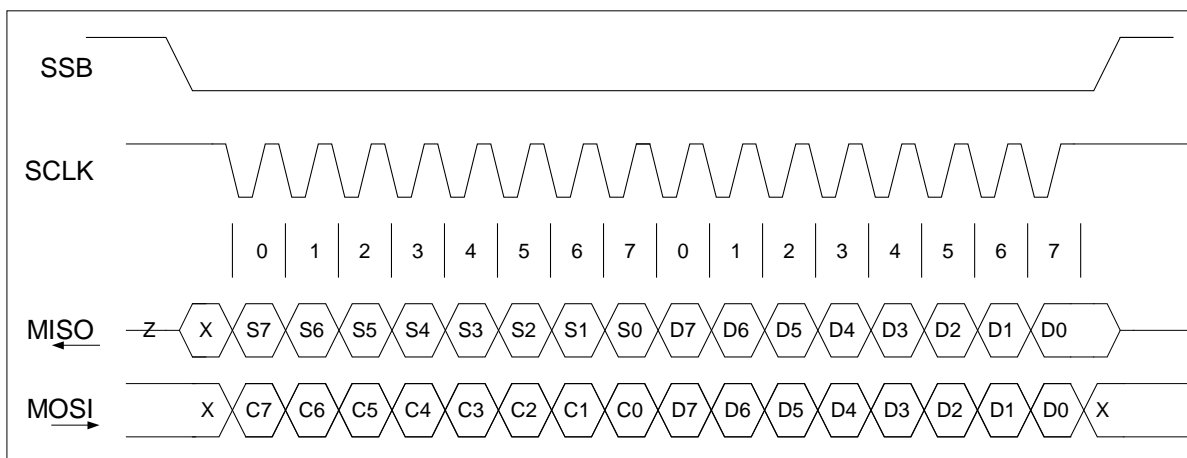 SSB
SCLK
0 1 2 3 4 5 6 7 0 1 2 3 4 5 6 7
MISO Z X S7 S6 S5 S4 S3 S2 S1 S0 D7 D6 D5 D4 D3 D2 D1 D0
MOSI X C7 C6 C5 C4 C3 C2 C1 C0 D7 D6 D5 D4 D3 D2 D1 D0 X